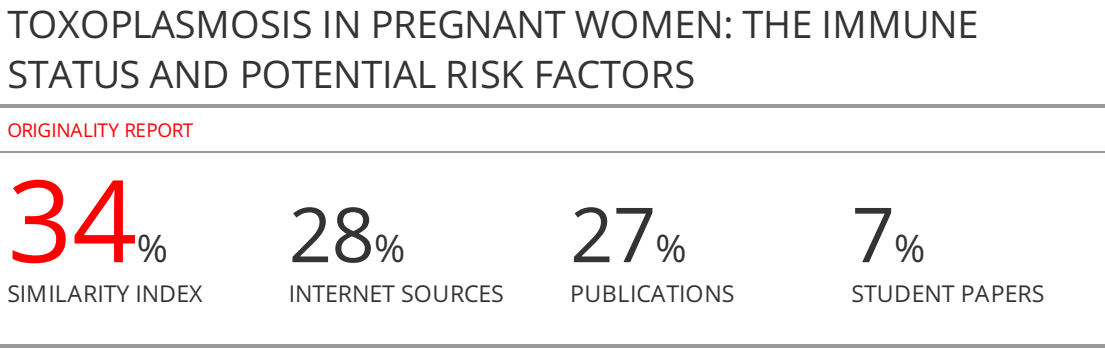 TOXOPLASMOSIS IN PREGNANT WOMEN: THE IMMUNE
STATUS AND POTENTIAL RISK FACTORS
ORIGINALITY REPORT
34%
SIMILARITY INDEX
28%
INTERNET SOURCES
27%
PUBLICATIONS
7%
STUDENT PAPERS